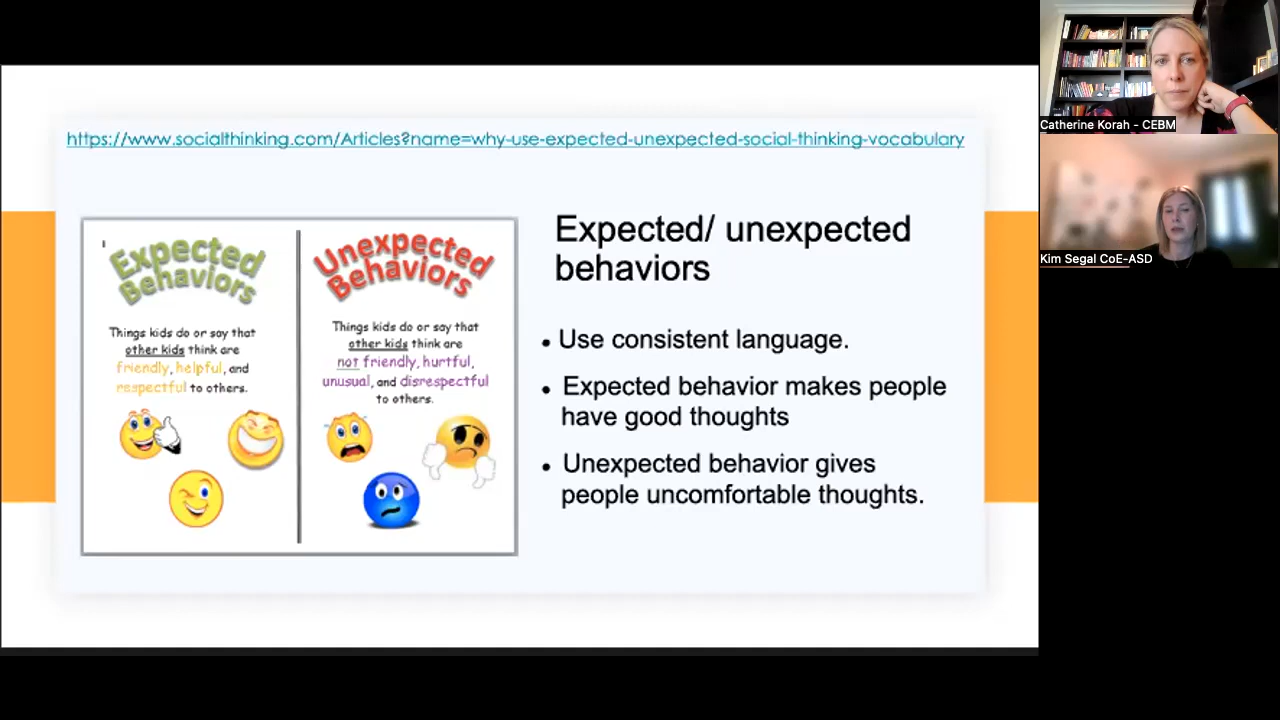 https://www.socialthinking.com/Articles?name=why-use-expected-unexpected-social-thinking-vocabulary
Expected
Behaviors
Things kids do or say that
other kids think are
friendly, helpful, and
respectful to others.
Unexpected
Behaviors
Things kids do or say that
other kids think are
not friendly, hurtful,
unusual, and disrespectful
to others.
Expected/ unexpected
behaviors
• Use consistent language.
• Expected behavior makes people
have good thoughts
• Unexpected behavior gives
people uncomfortable thoughts.
Catherine Korah - CEBM
Kim Segal CoE-ASD